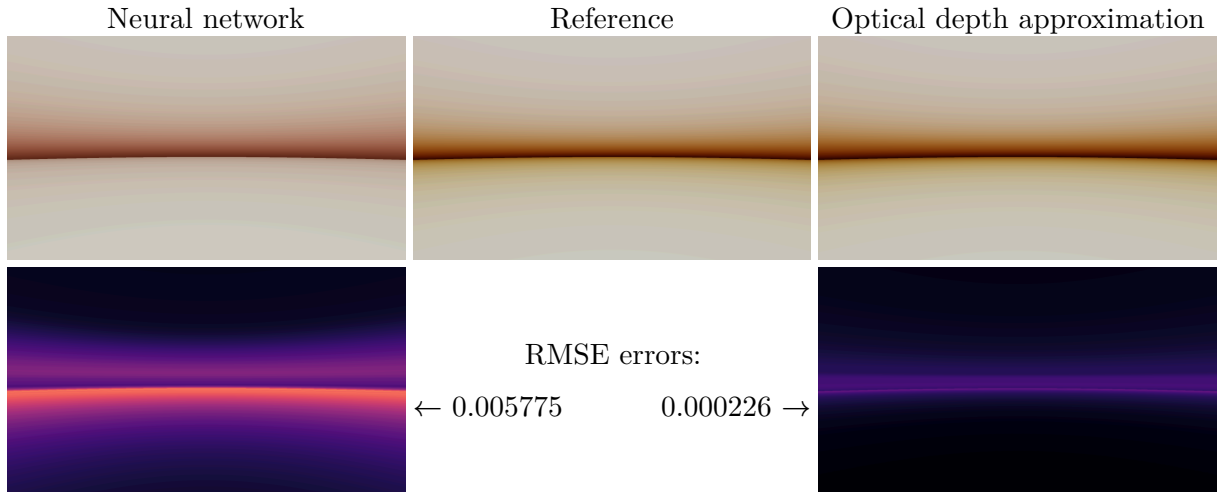 Neural network
Reference
Optical depth approximation
RMSE errors:
← 0.005775
0.000226 →